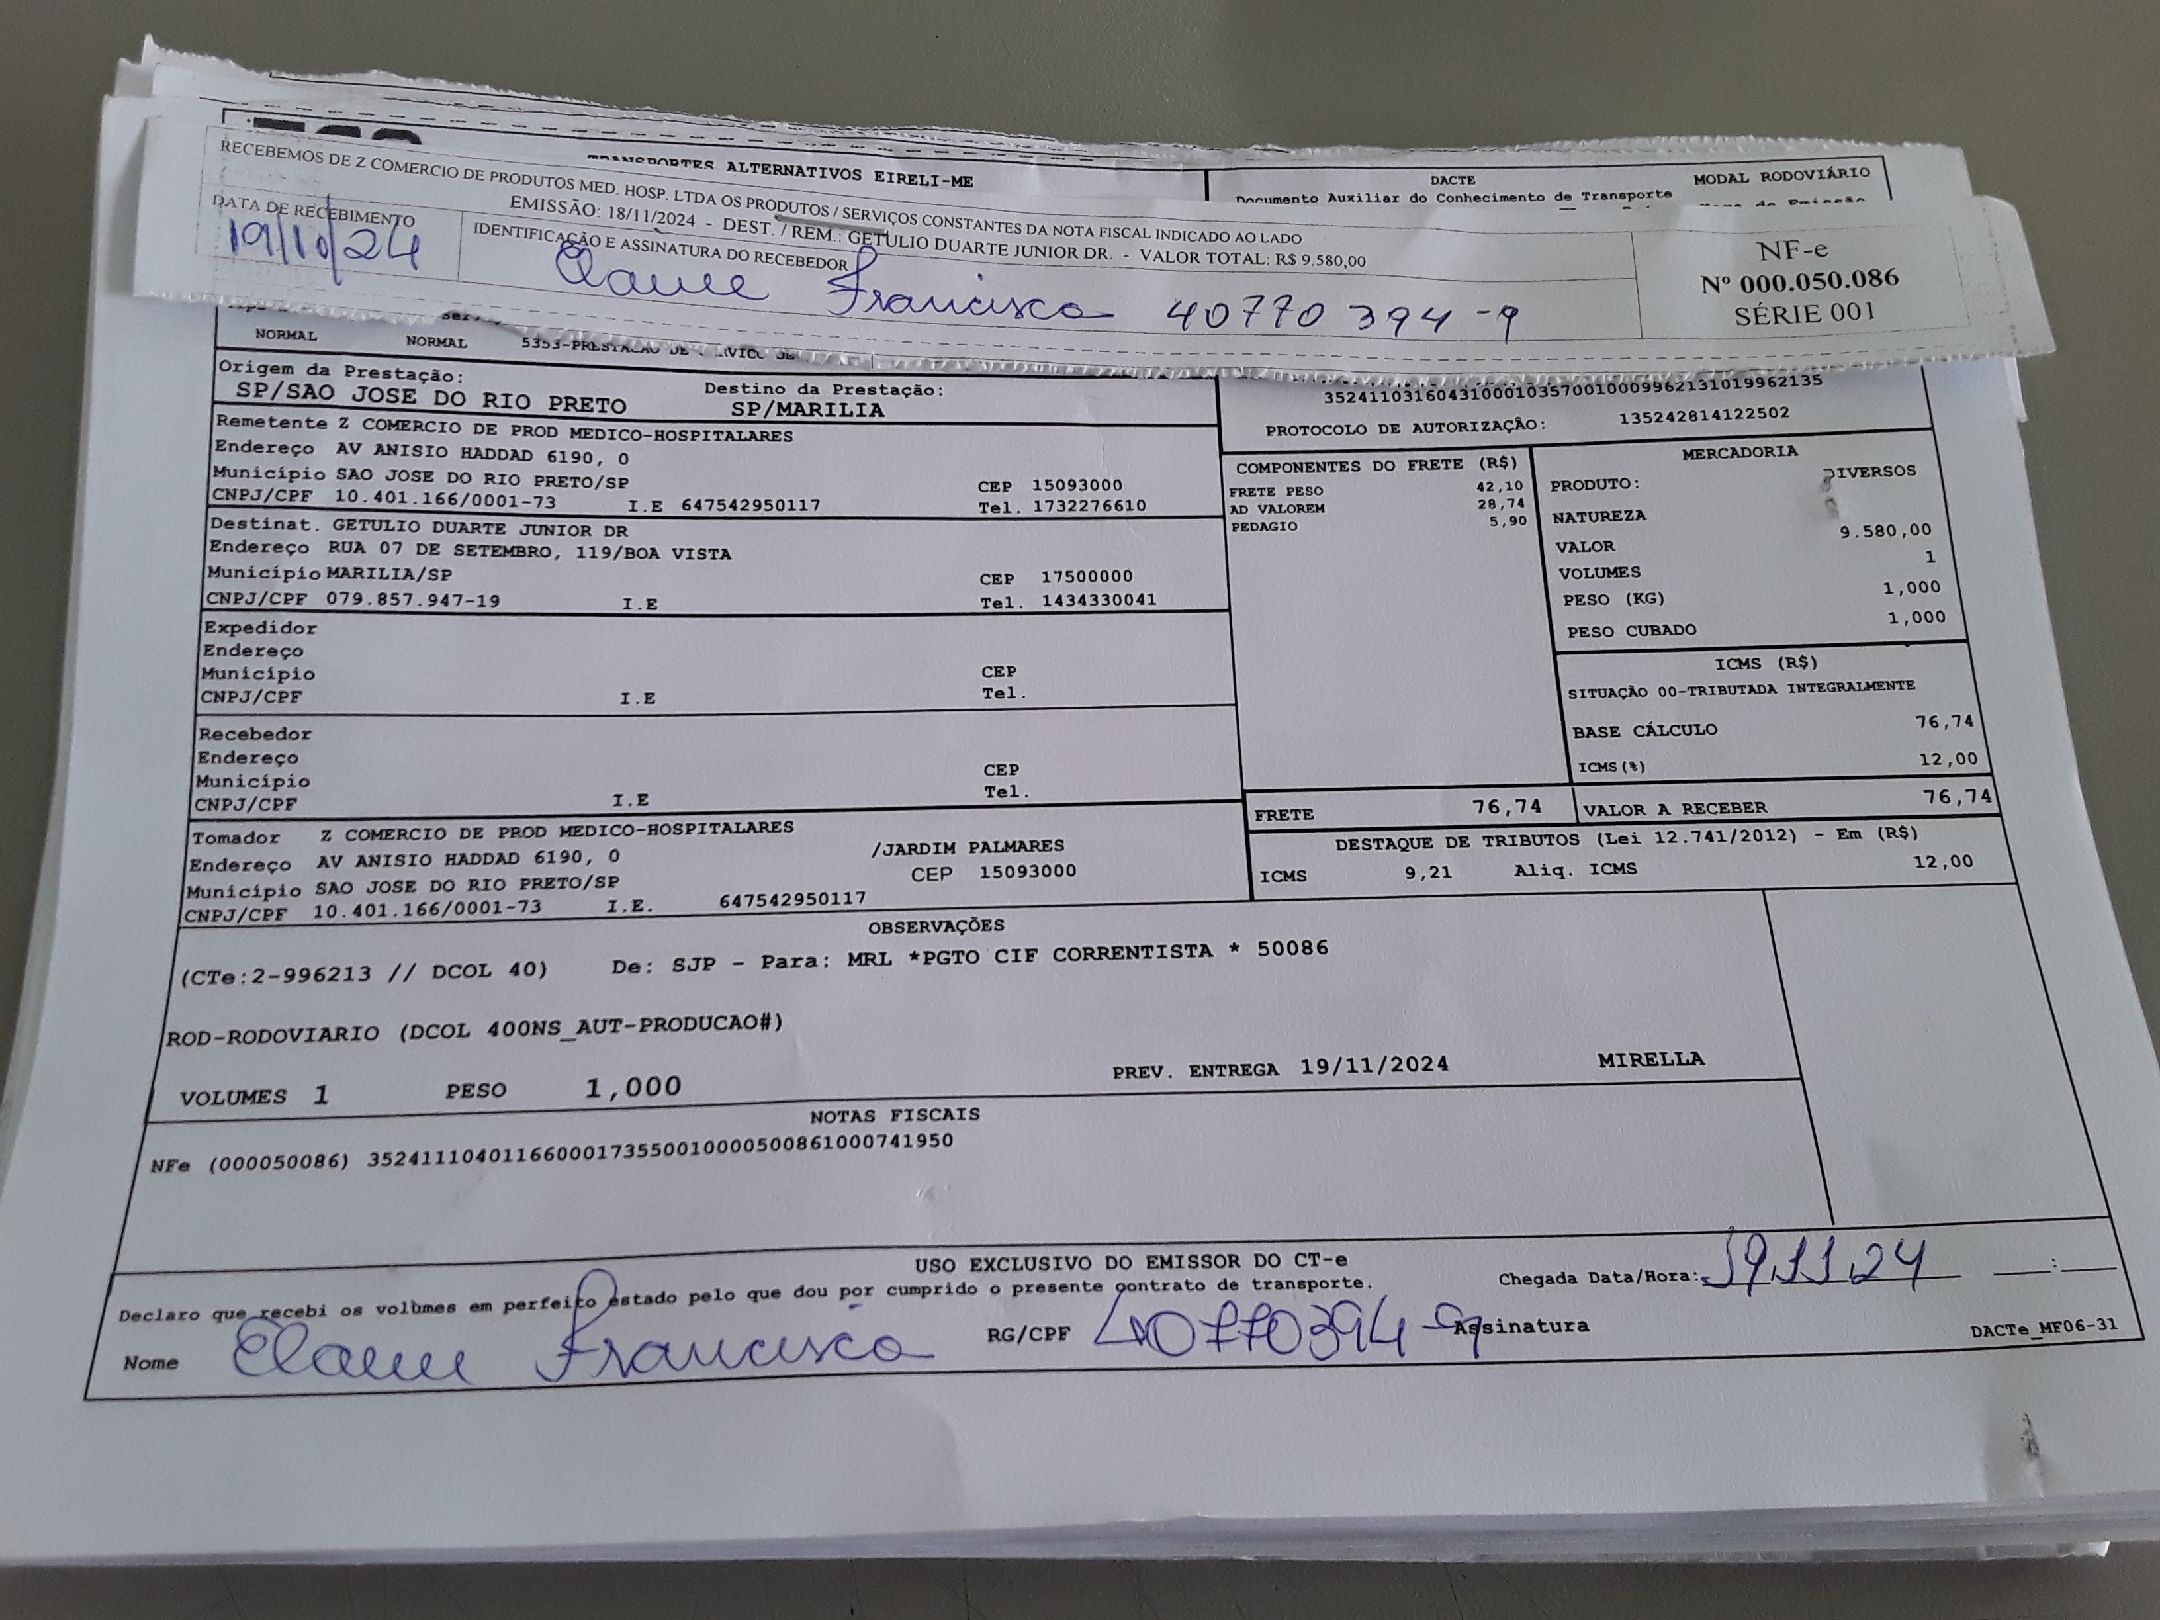 TRANSPORTES ALTERNATIVOS EIRELI-ME
DACTE
MODAL RODOVIÁRIO
Documento Auxiliar do Conhecimento de Transporte
RECEBEMOS DE Z COMERCIO DE PRODUTOS MED. HOSP. LTDA OS PRODUTOS / SERVIÇOS CONSTANTES DA NOTA FISCAL INDICADO AO LADO
EMISSÃO: 18/11/2024 - DEST. / REM.: GETULIO DUARTE JUNIOR DR. - VALOR TOTAL: R$ 9.580,00
DATA DE RECEBIMENTO
19/10/24
IDENTIFICAÇÃO E ASSINATURA DO RECEBEDOR
Elaine Francisco 40770 394-9
NF-e
Nº 000.050.086
SÉRIE 001
NORMAL NORMAL 5353-PRESTACAO DE
Origem da Prestação: Destino da Prestação:
SP/SAO JOSE DO RIO PRETO SP/MARILIA
Remetente Z COMERCIO DE PROD MEDICO-HOSPITALARES
Endereço AV ANISIO HADDAD 6190, 0
Município SAO JOSE DO RIO PRETO/SP CEP 15093000
CNPJ/CPF 10.401.166/0001-73 I.E 647542950117 Tel. 1732276610
Destinat. GETULIO DUARTE JUNIOR DR
Endereço RUA 07 DE SETEMBRO, 119/BOA VISTA
Município MARILIA/SP CEP 17500000
CNPJ/CPF 079.857.947-19 I.E Tel. 1434330041
Expedidor
Endereço
Município CEP
CNPJ/CPF I.E Tel.
Recebedor
Endereço
Município CEP
CNPJ/CPF I.E Tel.
Tomador Z COMERCIO DE PROD MEDICO-HOSPITALARES
Endereço AV ANISIO HADDAD 6190, 0 /JARDIM PALMARES
Município SAO JOSE DO RIO PRETO/SP CEP 15093000
CNPJ/CPF 10.401.166/0001-73 I.E. 647542950117
35241103160431000103570010009962131019962135
PROTOCOLO DE AUTORIZAÇÃO: 135242814122502
COMPONENTES DO FRETE (R$)
FRETE PESO 42,10
AD VALOREM 28,74
PEDAGIO 5,90
MERCADORIA
PRODUTO: DIVERSOS
NATUREZA
VALOR 9.580,00
VOLUMES 1
PESO (KG) 1,000
PESO CUBADO 1,000
ICMS (R$)
SITUAÇÃO 00-TRIBUTADA INTEGRALMENTE
BASE CÁLCULO 76,74
ICMS(%) 12,00
FRETE 76,74 VALOR A RECEBER 76,74
DESTAQUE DE TRIBUTOS (Lei 12.741/2012) - Em (R$)
ICMS 9,21 Aliq. ICMS 12,00
OBSERVAÇÕES
(CTe:2-996213 // DCOL 40) De: SJP - Para: MRL *PGTO CIF CORRENTISTA * 50086
ROD-RODOVIARIO (DCOL 400NS_AUT-PRODUCAO#)
VOLUMES 1 PESO 1,000 PREV. ENTREGA 19/11/2024 MIRELLA
NOTAS FISCAIS
NFe (000050086) 35241110401166000173550010000500861000741950
USO EXCLUSIVO DO EMISSOR DO CT-e
Declaro que recebi os volumes em perfeito estado pelo que dou por cumprido o presente contrato de transporte.
Chegada Data/Hora: 19.11.24 :
Nome Elaine Francisco RG/CPF 40770394-9 Assinatura
DACTe_MF06-31